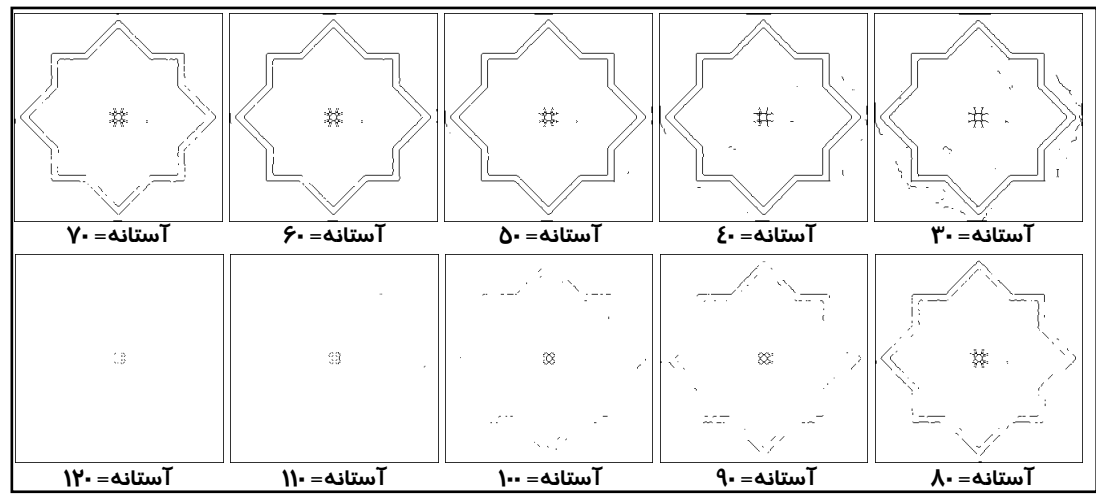 آستانه= ۳۰ آستانه= ٤۰ آستانه= ۵۰ آستانه= ۶۰ آستانه= ۷۰
آستانه= ۸۰ آستانه= ۹۰ آستانه= ۱۰۰ آستانه= ۱۱۰ آستانه= ۱۲۰